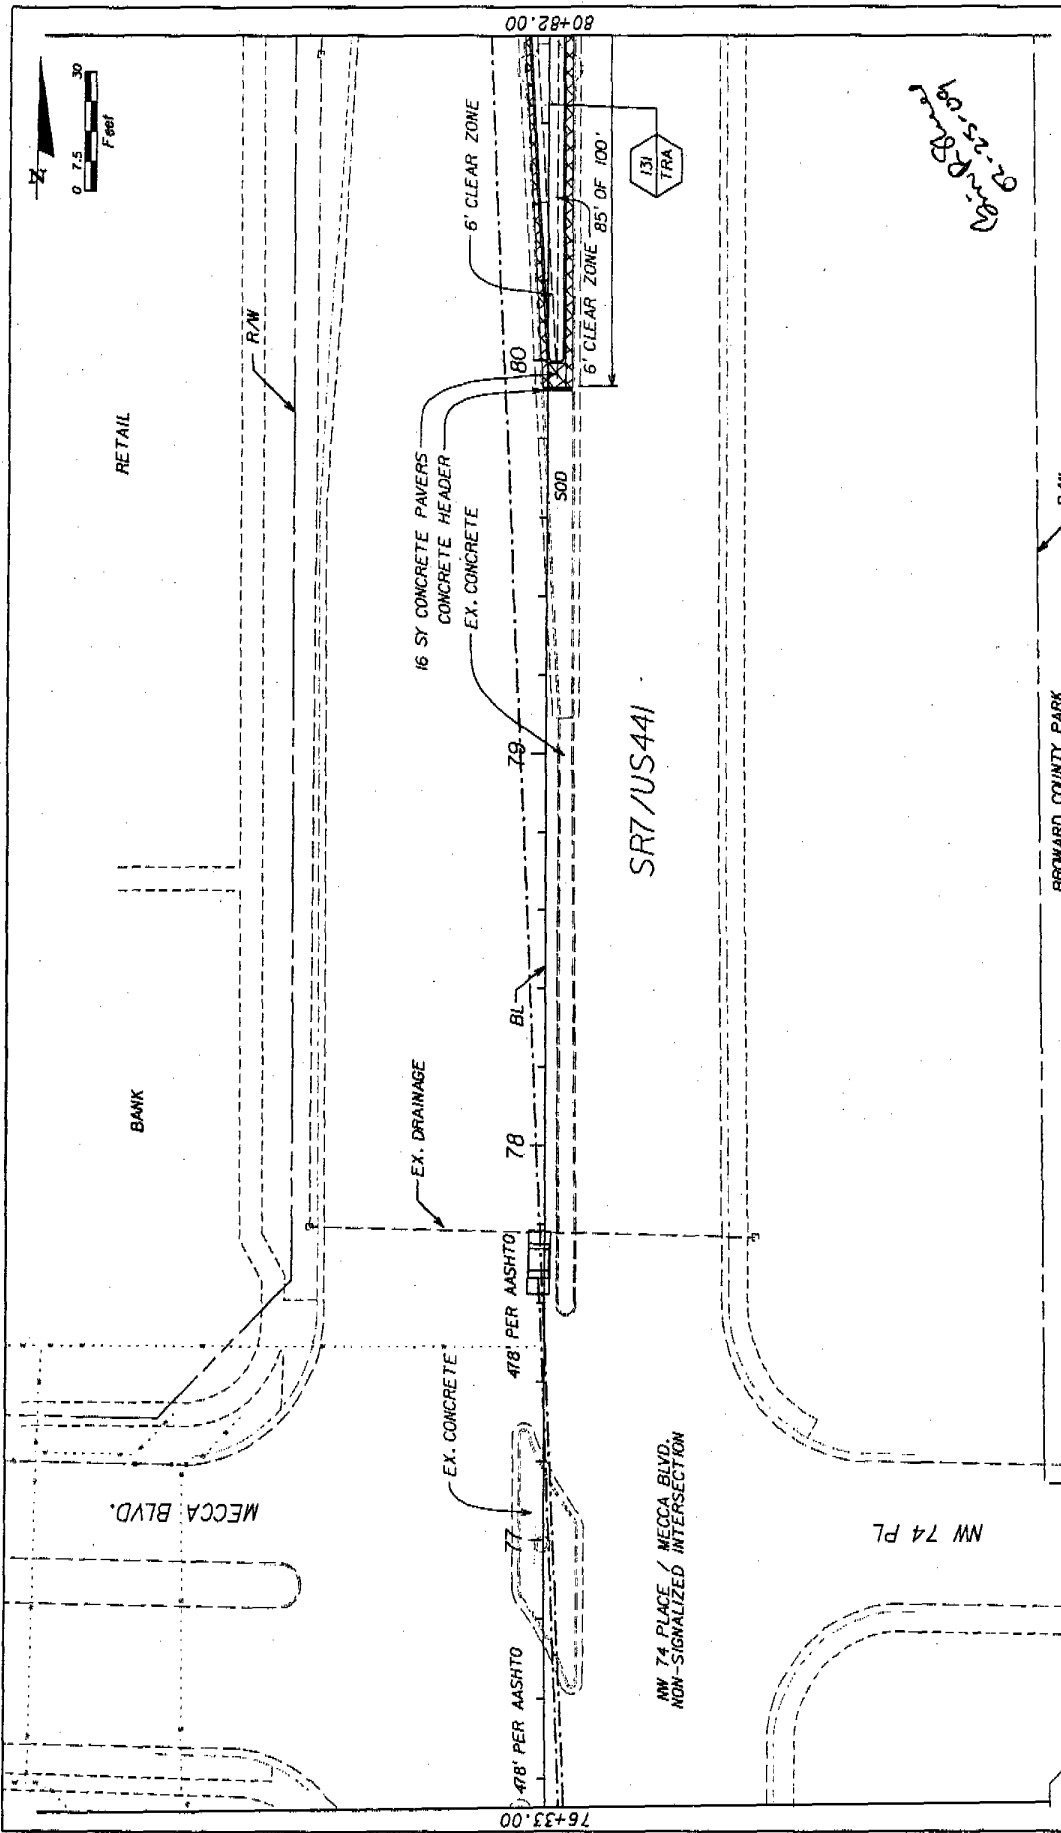 80+82.00
N
0 7.5 30
Feet
RETAIL
R/W
6' CLEAR ZONE
131
TRA
85' OF 100'
6' CLEAR ZONE
80
16 SY CONCRETE PAVERS
CONCRETE HEADER
EX. CONCRETE
SOD
79
SR7/US441
BROWARD COUNTY PARK
BL
BANK
EX. DRAINAGE
78
478' PER AASHTO
EX. CONCRETE
MECCA BLVD.
77
NW 74 PLACE / MECCA BLVD.
NON-SIGNALIZED INTERSECTION
NW 74 PL
478' PER AASHTO
76+33.00
02-25-09